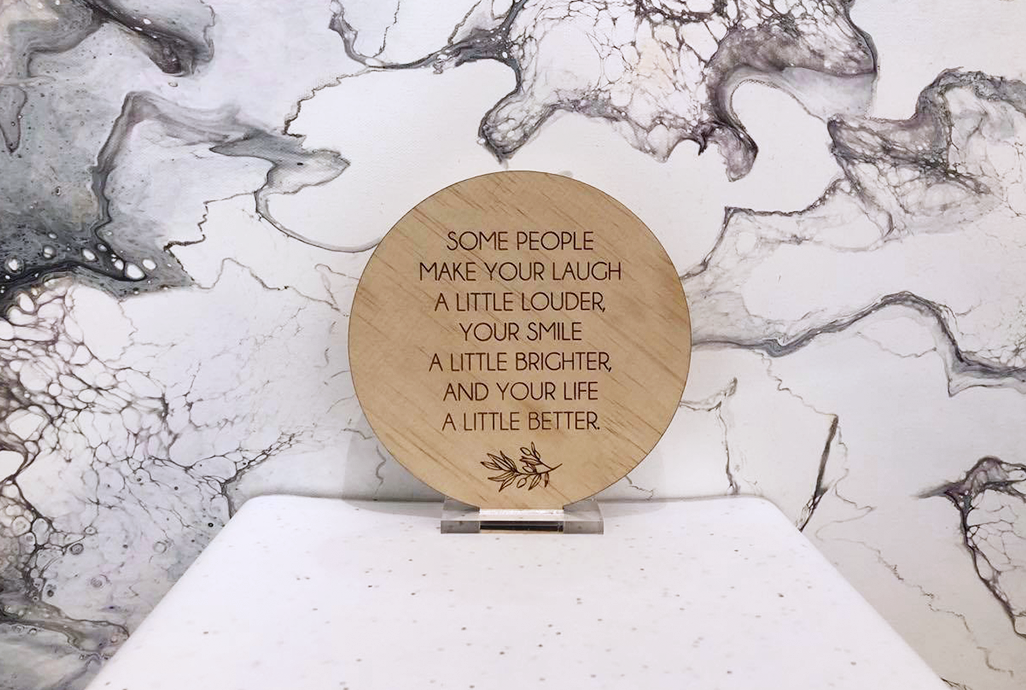 SOME PEOPLE
MAKE YOUR LAUGH
A LITTLE LOUDER,
YOUR SMILE
A LITTLE BRIGHTER,
AND YOUR LIFE
A LITTLE BETTER.